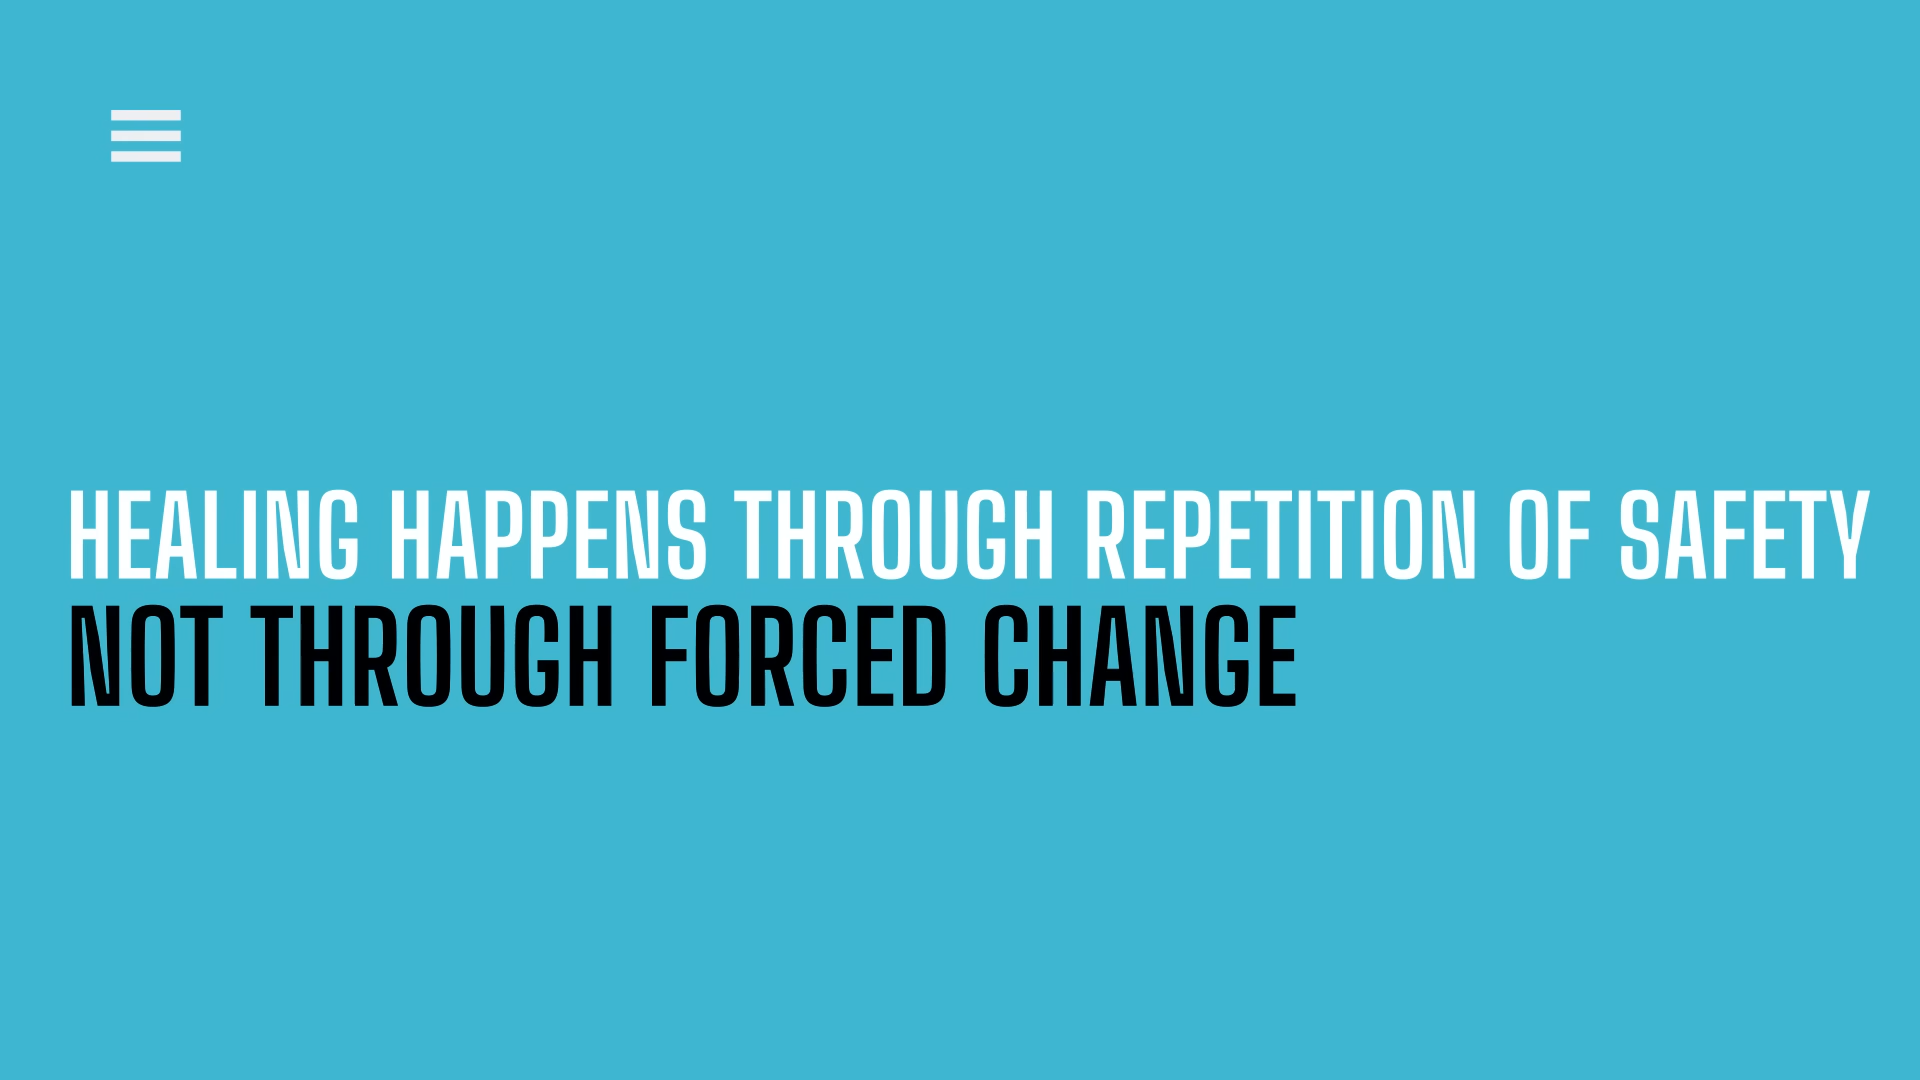 HEALING HAPPENS THROUGH REPETITION OF SAFETY
NOT THROUGH FORCED CHANGE